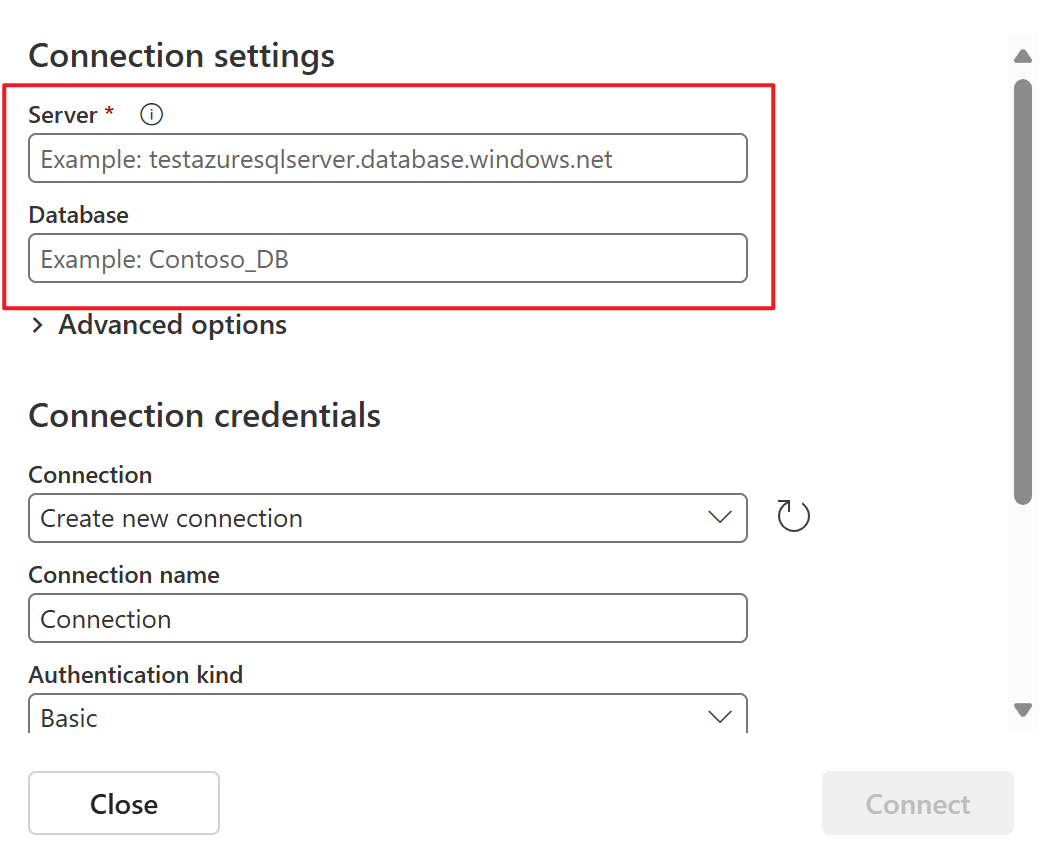 Connection settings
Server *
Example: testazuresqlserver.database.windows.net
Database
Example: Contoso_DB
Advanced options
Connection credentials
Connection
Create new connection
Connection name
Connection
Authentication kind
Basic
Close Connect